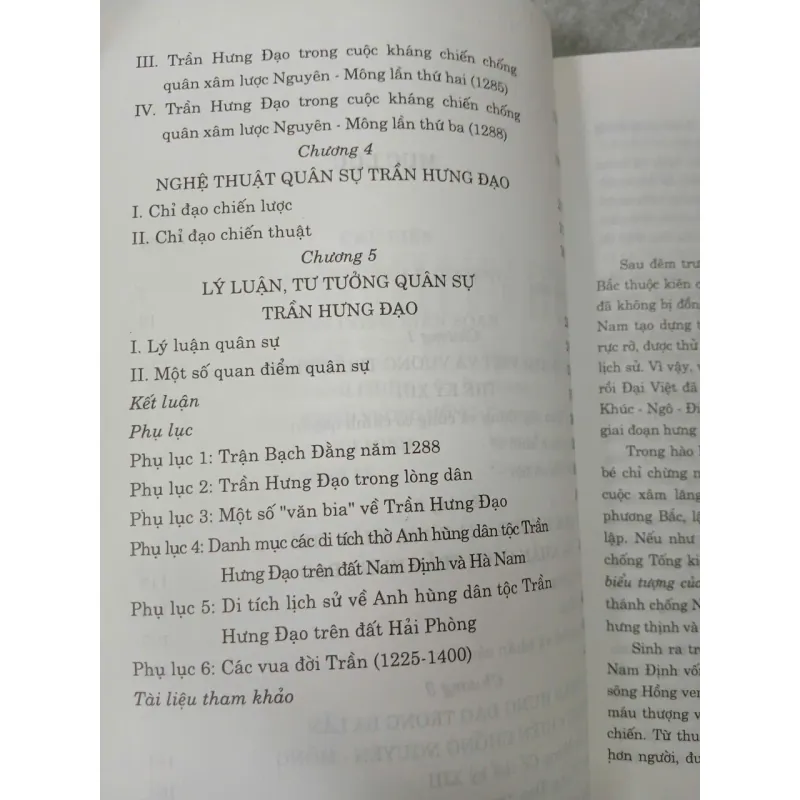 III. Trần Hưng Đạo trong cuộc kháng chiến chống
quân xâm lược Nguyên - Mông lần thứ hai (1285)
IV. Trần Hưng Đạo trong cuộc kháng chiến chống
quân xâm lược Nguyên - Mông lần thứ ba (1288)
Chương 4
NGHỆ THUẬT QUÂN SỰ TRẦN HƯNG ĐẠO
I. Chỉ đạo chiến lược
II. Chỉ đạo chiến thuật
Chương 5
LÝ LUẬN, TƯ TƯỞNG QUÂN SỰ
TRẦN HƯNG ĐẠO
I. Lý luận quân sự
II. Một số quan điểm quân sự
Kết luận
Phụ lục
Phụ lục 1: Trận Bạch Đằng năm 1288
Phụ lục 2: Trần Hưng Đạo trong lòng dân
Phụ lục 3: Một số "văn bia" về Trần Hưng Đạo
Phụ lục 4: Danh mục các di tích thờ Anh hùng dân tộc Trần
Hưng Đạo trên đất Nam Định và Hà Nam
Phụ lục 5: Di tích lịch sử về Anh hùng dân tộc Trần
Hưng Đạo trên đất Hải Phòng
Phụ lục 6: Các vua đời Trần (1225-1400)
Tài liệu tham khảo
Sau đêm
Bắc thuộc kiên
đã không bị đồn
Nam tạo dựng
rực rỡ, được thử
lịch sử. Vì vậy,
rồi Đại Việt đã
Khúc - Ngô -
giai đoạn hưng
Trong hào
bé chỉ chừng
cuộc xâm lăng
phương Bắc,
lập. Nếu như
chống Tống
biểu tượng
thánh chống
hưng thịnh và
Sinh ra
Nam Định vốn
sông Hồng
máu thượng
chiến. Từ
hơn người,